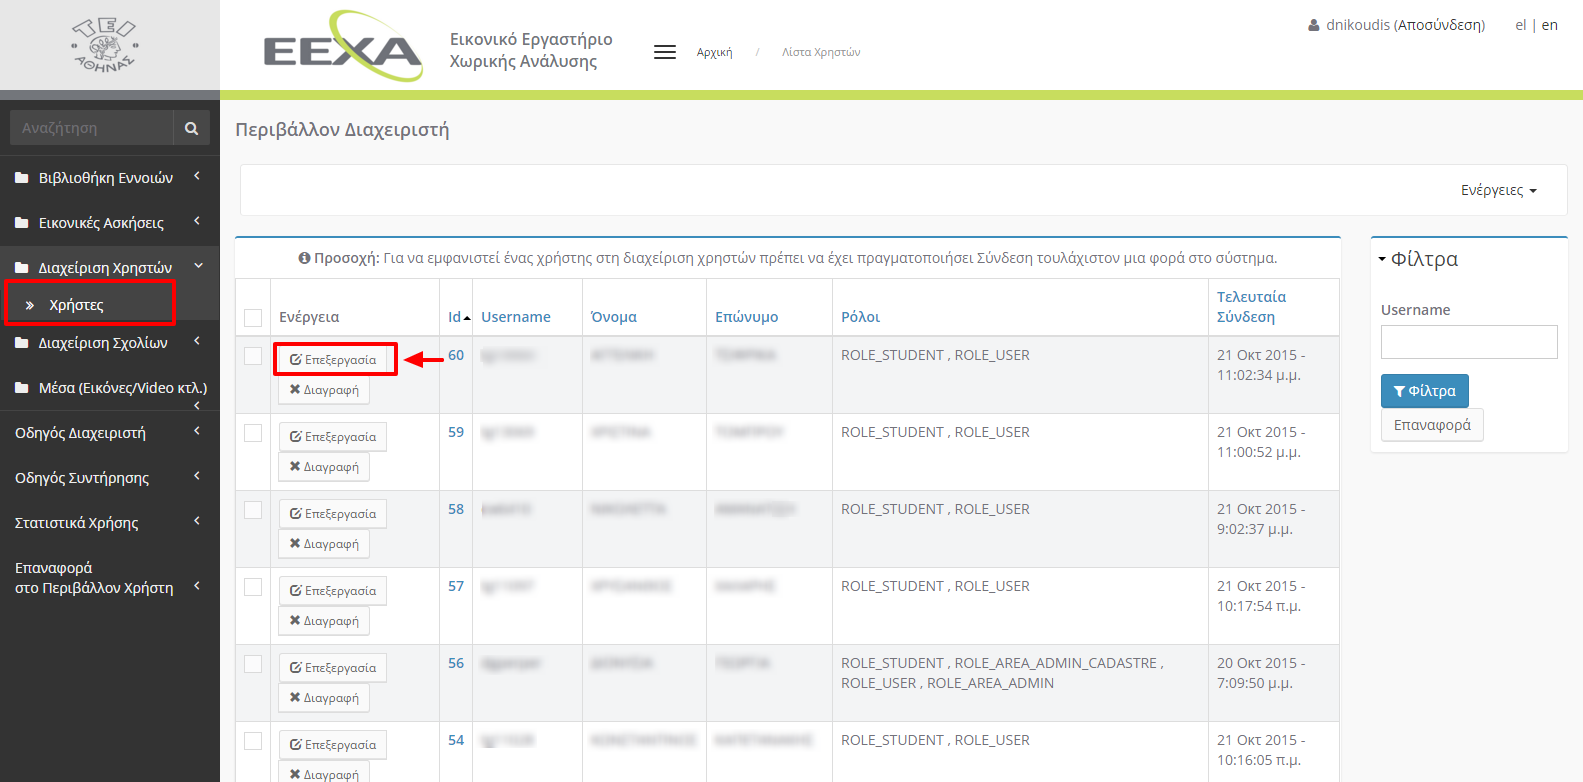 ΤΕΙ
ΑΘΗΝΑΣ
ΕΕΧΑ
Εικονικό Εργαστήριο
Χωρικής Ανάλυσης
Αρχική / Λίστα Χρηστών
dnikoudis (Αποσύνδεση) el | en
Αναζήτηση
Βιβλιοθήκη Εννοιών
Εικονικές Ασκήσεις
Διαχείριση Χρηστών
» Χρήστες
Διαχείριση Σχολίων
Μέσα (Εικόνες/Video κτλ.)
Οδηγός Διαχειριστή
Οδηγός Συντήρησης
Στατιστικά Χρήσης
Επαναφορά
στο Περιβάλλον Χρήστη
Περιβάλλον Διαχειριστή
Ενέργειες
Προσοχή: Για να εμφανιστεί ένας χρήστης στη διαχείριση χρηστών πρέπει να έχει πραγματοποιήσει Σύνδεση τουλάχιστον μια φορά στο σύστημα.
Ενέργεια Id Username Όνομα Επώνυμο Ρόλοι Τελευταία Σύνδεση
Επεξεργασία 60 ROLE_STUDENT , ROLE_USER 21 Οκτ 2015 -
Διαγραφή 11:02:34 μ.μ.
Επεξεργασία 59 ROLE_STUDENT , ROLE_USER 21 Οκτ 2015 -
Διαγραφή 11:00:52 μ.μ.
Επεξεργασία 58 ROLE_STUDENT , ROLE_USER 21 Οκτ 2015 -
Διαγραφή 9:02:37 μ.μ.
Επεξεργασία 57 ROLE_STUDENT , ROLE_USER 21 Οκτ 2015 -
Διαγραφή 10:17:54 π.μ.
Επεξεργασία 56 ROLE_STUDENT , ROLE_AREA_ADMIN_CADASTRE , 20 Οκτ 2015 -
Διαγραφή ROLE_USER , ROLE_AREA_ADMIN 7:09:50 μ.μ.
Επεξεργασία 54 ROLE_STUDENT , ROLE_USER 21 Οκτ 2015 -
Διαγραφή 10:16:05 π.μ.
Φίλτρα
Username
Φίλτρα
Επαναφορά